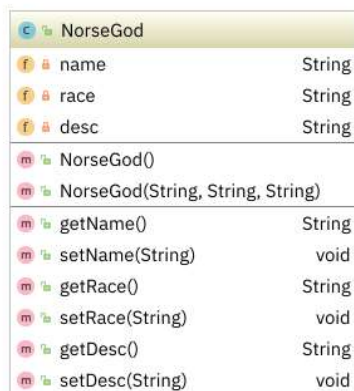 NorseGod
name String
race String
desc String
NorseGod()
NorseGod(String, String, String)
getName() String
setName(String) void
getRace() String
setRace(String) void
getDesc() String
setDesc(String) void